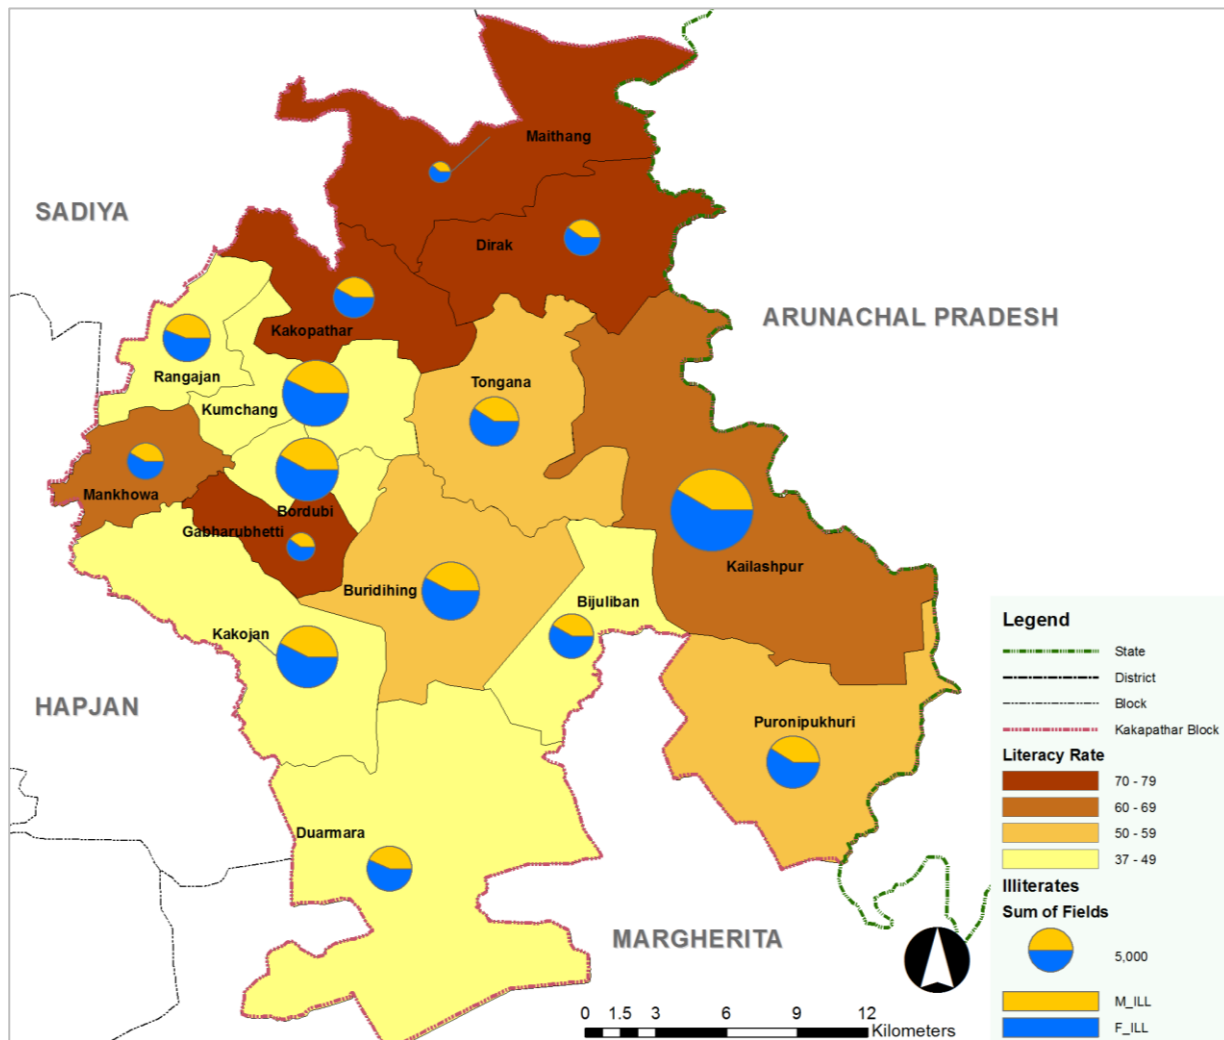 Maithang
SADIYA
Dirak
ARUNACHAL PRADESH
Kakopathar
Rangajan
Tongana
Kumchang
Mankhowa
Bordubi
Gabharubhetti
Kailashpur
Buridihing
Bijuliban
Kakojan
HAPJAN
Puronipukhuri
Duarmara
MARGHERITA
Legend
State
District
Block
Kakapathar Block
Literacy Rate
70 - 79
60 - 69
50 - 59
37 - 49
Illiterates
Sum of Fields
5,000
M_ILL
F_ILL
0 1.5 3 6 9 12
Kilometers